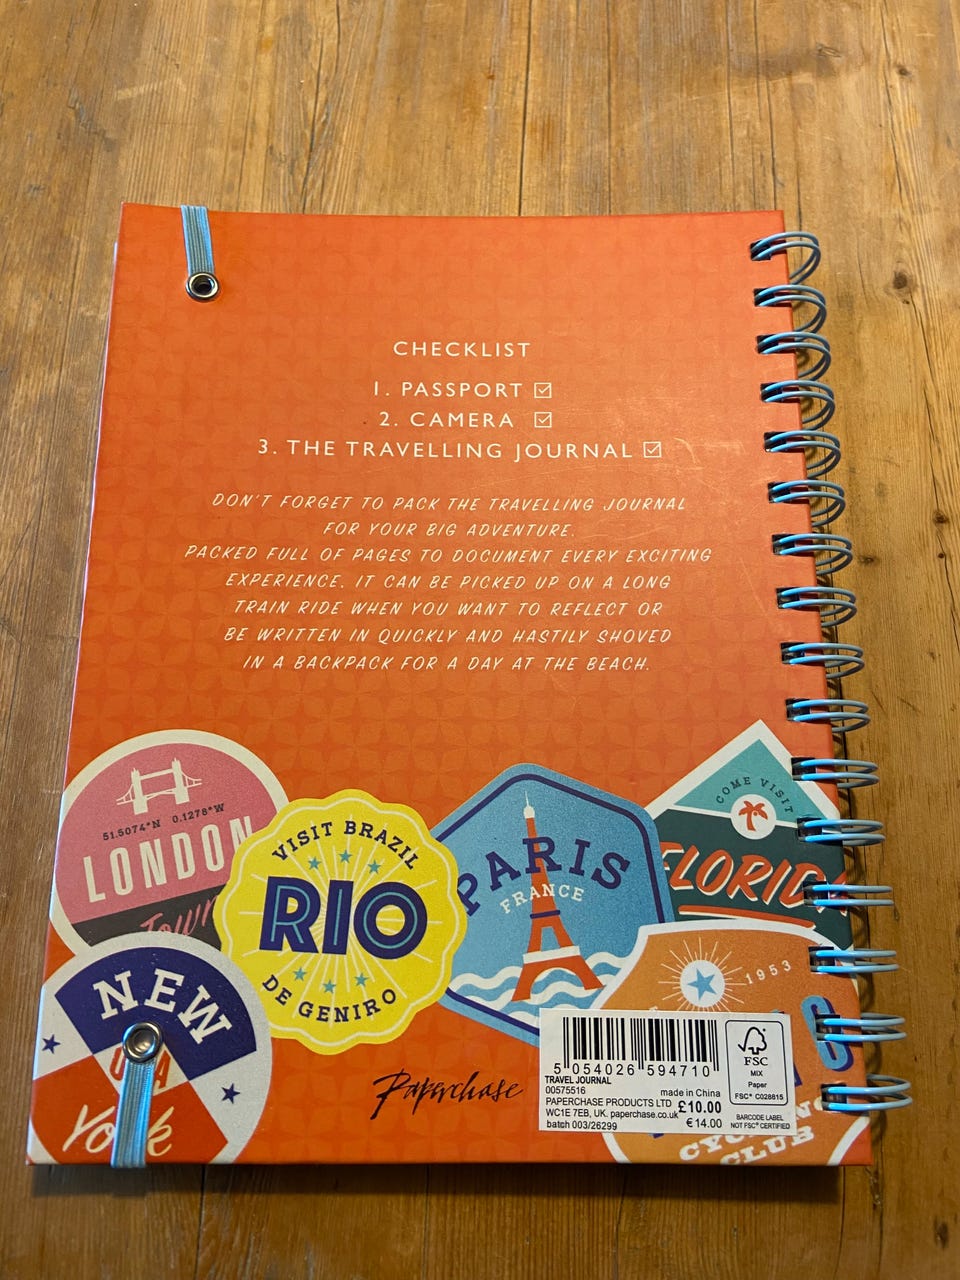 CHECKLIST
1. PASSPORT
2. CAMERA
3. THE TRAVELLING JOURNAL
DON'T FORGET TO PACK THE TRAVELLING JOURNAL
FOR YOUR BIG ADVENTURE.
PACKED FULL OF PAGES TO DOCUMENT EVERY EXCITING
EXPERIENCE. IT CAN BE PICKED UP ON A LONG
TRAIN RIDE WHEN YOU WANT TO REFLECT OR
BE WRITTEN IN QUICKLY AND HASTILY SHOVED
IN A BACKPACK FOR A DAY AT THE BEACH.
51.5074°N 0.1278°W
LONDON
Town
VISIT BRAZIL
RIO
DE GENIRO
PARIS
FRANCE
COME VISIT
FLORIDA
NEW
USA
York
1953
CYCLING
CLUB
Paperchase
5 054026 594710
TRAVEL JOURNAL
00575516 made in China
PAPERCHASE PRODUCTS LTD £10.00
WC1E 7EB, UK. paperchase.co.uk
batch 003/26299 €14.00
FSC
MIX
Paper
FSC® C028815
BARCODE LABEL
NOT FSC® CERTIFIED